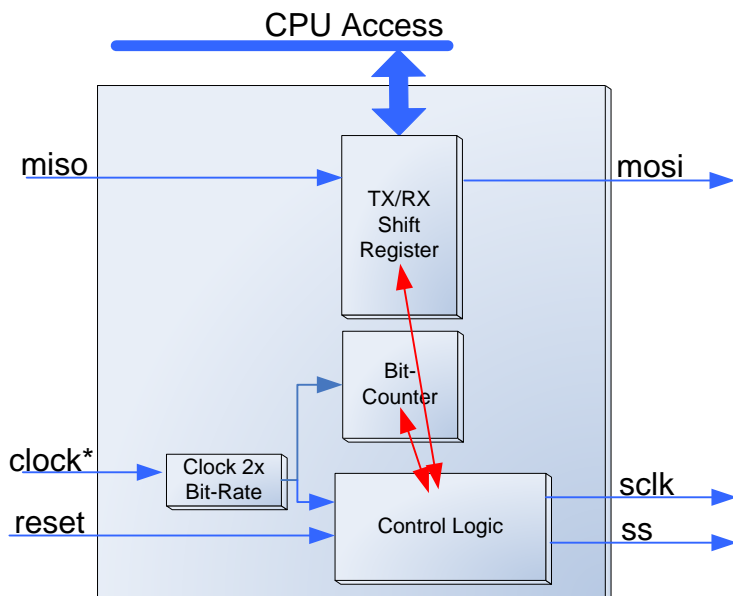 CPU Access
miso
mosi
TX/RX
Shift
Register
Bit-
Counter
clock*
Clock 2x
Bit-Rate
sclk
reset
Control Logic
ss